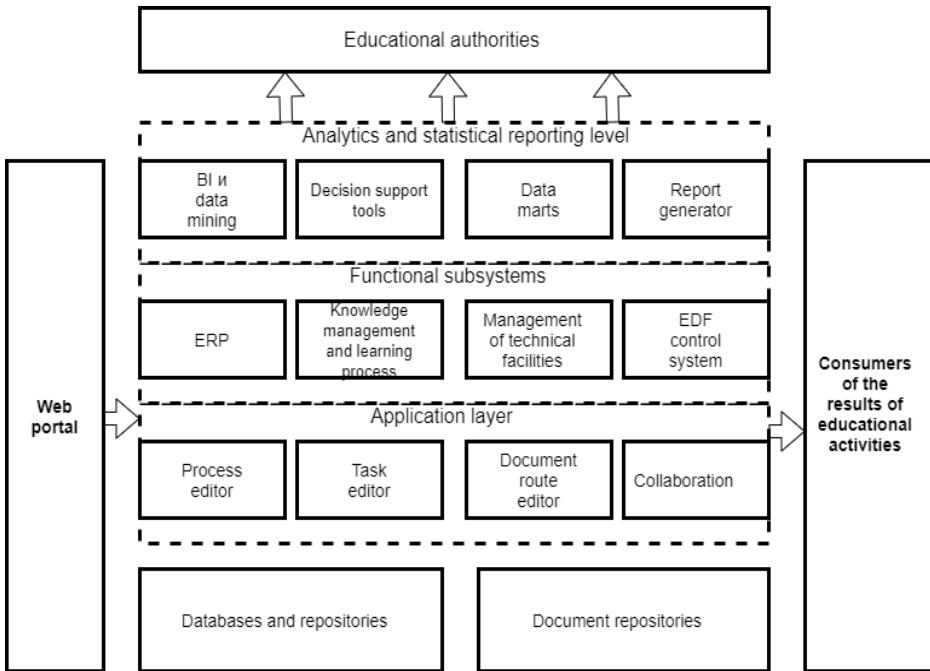 Educational authorities
Analytics and statistical reporting level
BI и
data
mining
Decision support
tools
Data
marts
Report
generator
Functional subsystems
ERP
Knowledge
management
and learning
process
Management
of technical
facilities
EDF
control
system
Web
portal
Consumers
of the
results of
educational
activities
Application layer
Process
editor
Task
editor
Document
route
editor
Collaboration
Databases and repositories
Document repositories